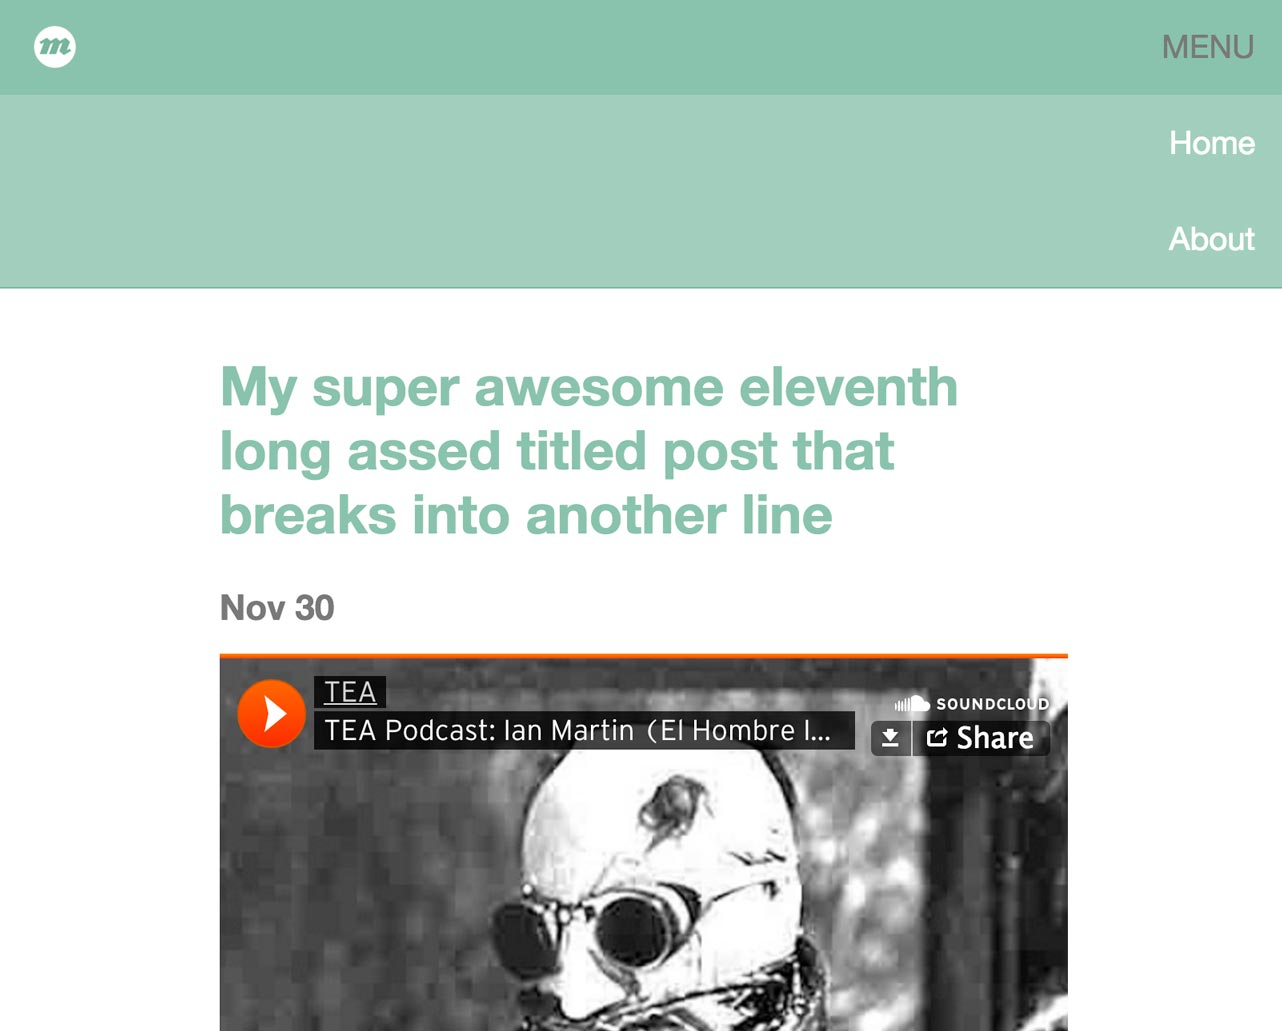 m
MENU
Home
About
My super awesome eleventh
long assed titled post that
breaks into another line
Nov 30
TEA
TEA Podcast: Ian Martin (El Hombre I...
SOUNDCLOUD
Share